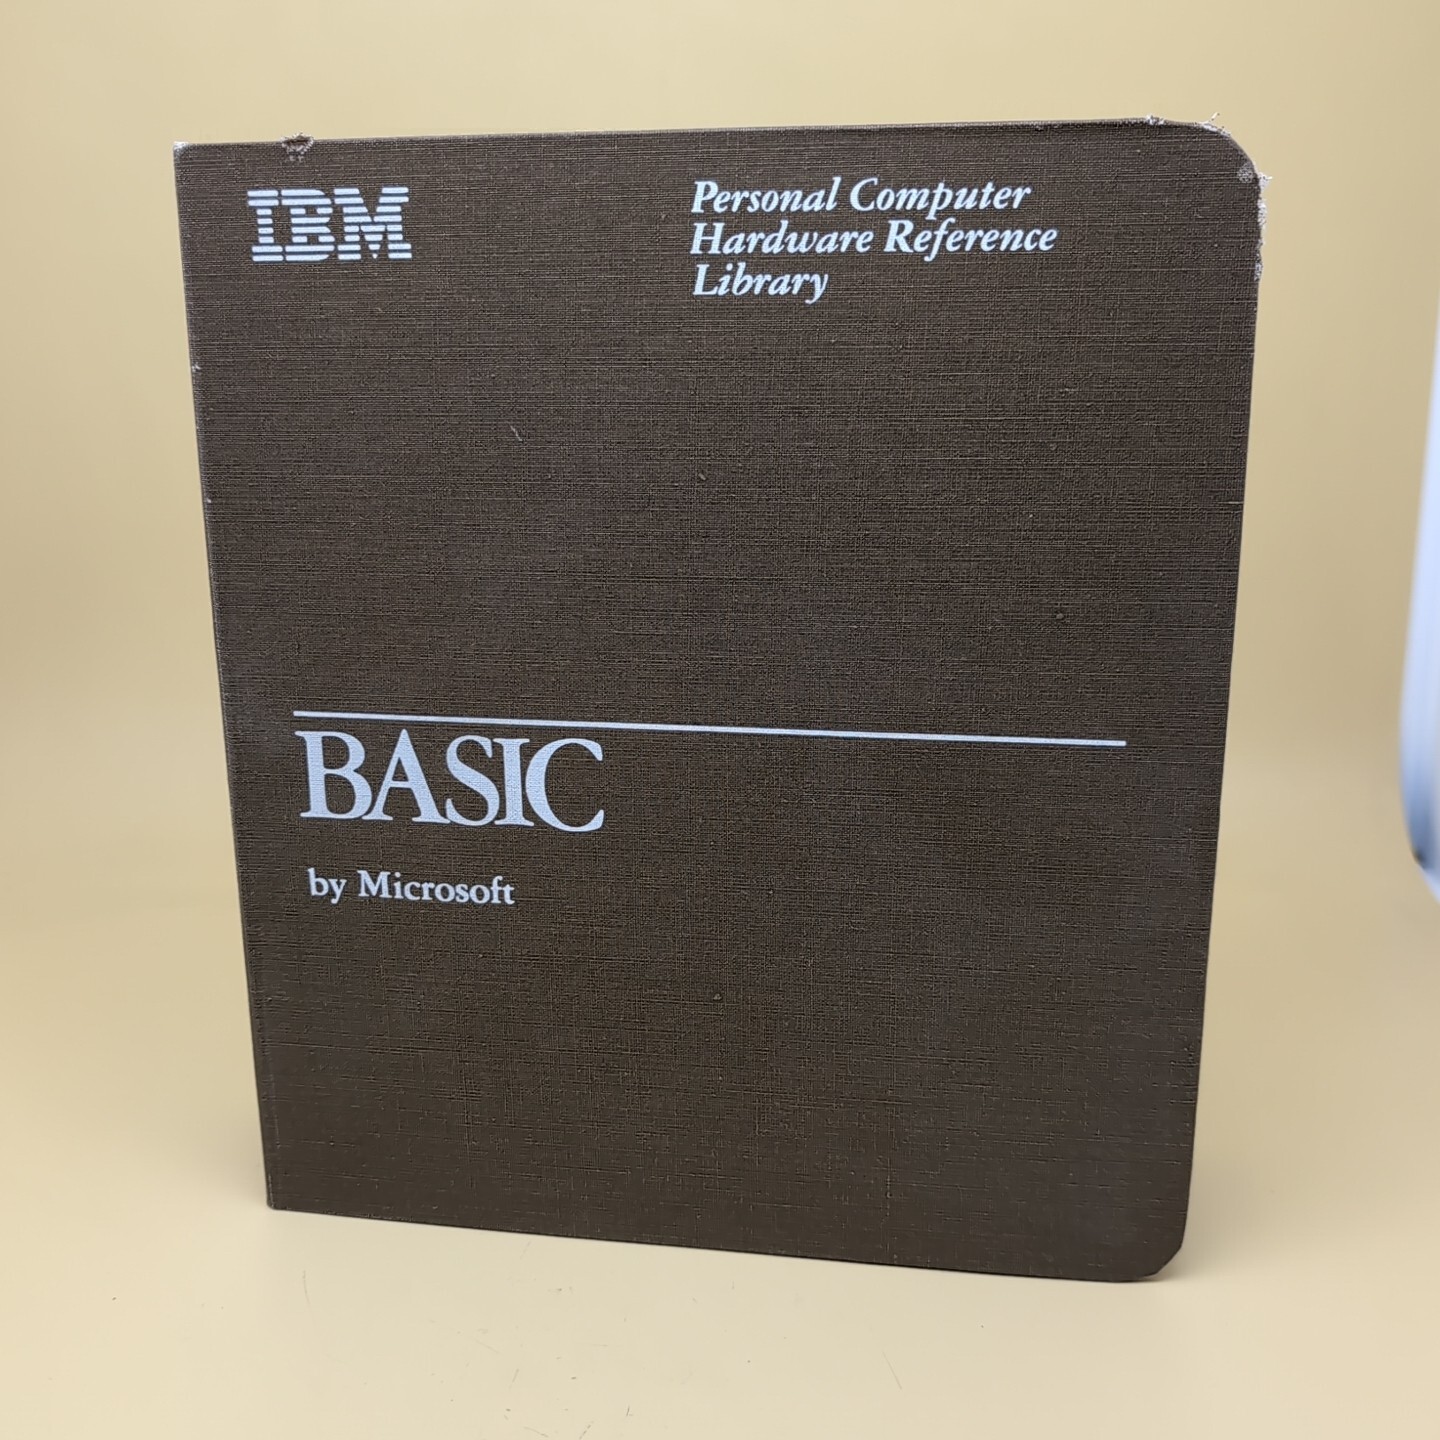 IBM
Personal Computer
Hardware Reference
Library
BASIC
by Microsoft